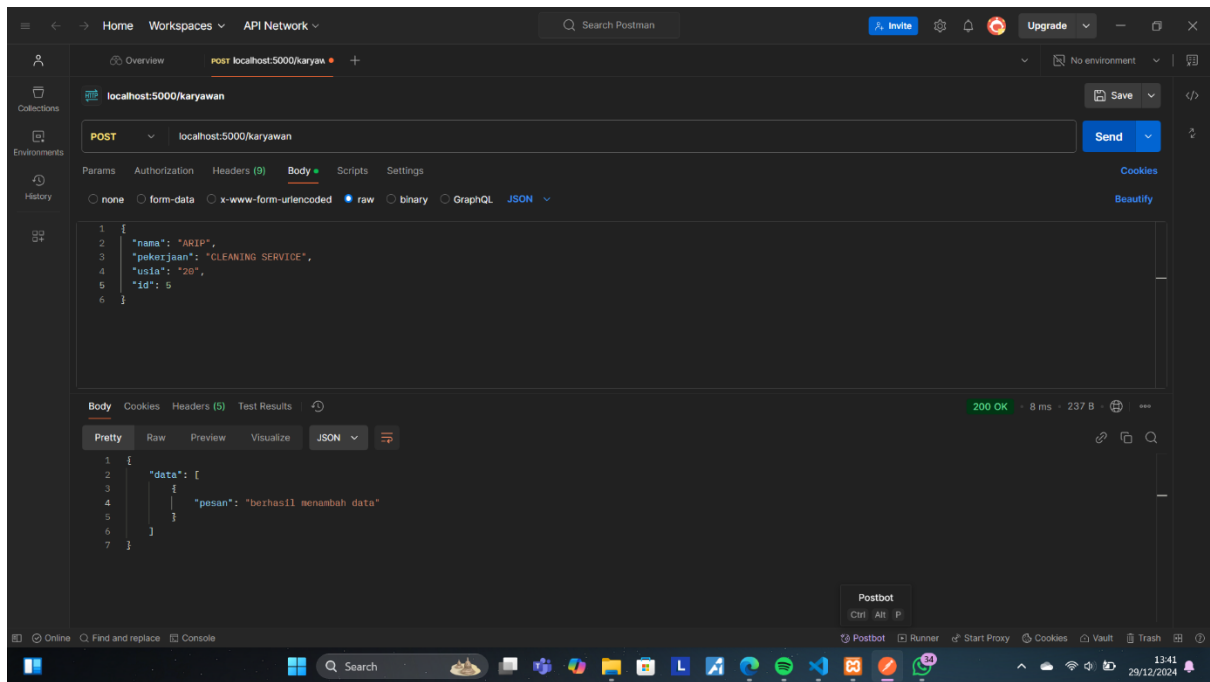 Home Workspaces API Network Search Postman Invite Upgrade
Overview POST localhost:5000/karyaw No environment
HTTP localhost:5000/karyawan Save
Collections
POST localhost:5000/karyawan Send
Environments
Params Authorization Headers (9) Body Scripts Settings Cookies
History
none form-data x-www-form-urlencoded raw binary GraphQL JSON Beautify
1 {
2 "nama": "ARIP",
3 "pekerjaan": "CLEANING SERVICE",
4 "usia": "20",
5 "id": 5
6 }
Body Cookies Headers (5) Test Results 200 OK 8 ms 237 B
Pretty Raw Preview Visualize JSON
1 {
2 "data": [
3 {
4 "pesan": "berhasil menambah data"
5 }
6 ]
7 }
Postbot
Ctrl Alt P
Online Find and replace Console Postbot Runner Start Proxy Cookies Vault Trash
Search L 34 13:41
29/12/2024